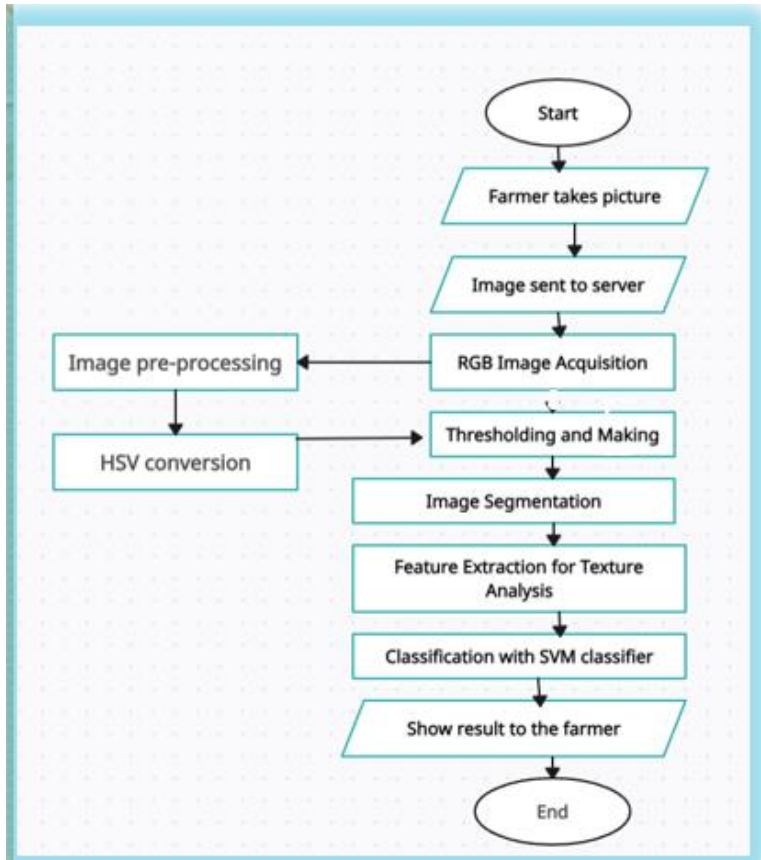 Start
Farmer takes picture
Image sent to server
RGB Image Acquisition
Image pre-processing
HSV conversion
Thresholding and Making
Image Segmentation
Feature Extraction for Texture
Analysis
Classification with SVM classifier
Show result to the farmer
End